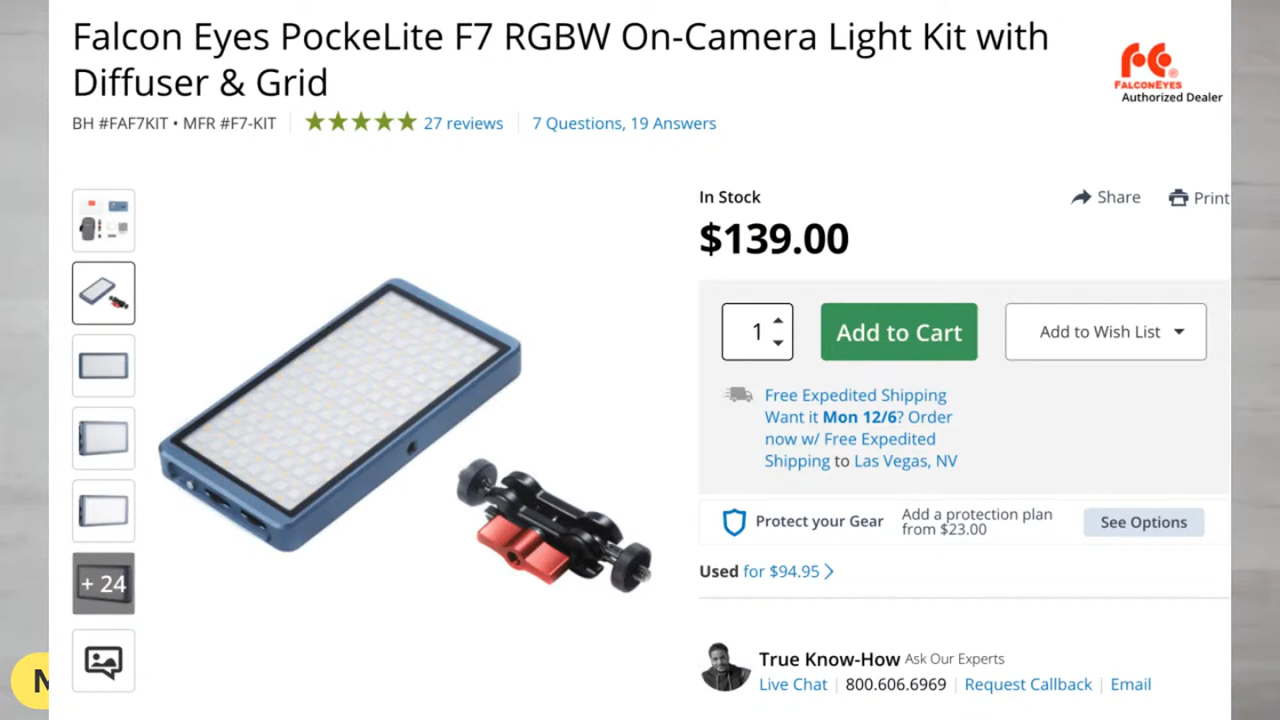 Falcon Eyes PockeLite F7 RGBW On-Camera Light Kit with
Diffuser & Grid
FALCONEYES®
Authorized Dealer
BH #FAF7KIT • MFR #F7-KIT
27 reviews
7 Questions, 19 Answers
In Stock
Share
Print
$139.00
1
Add to Cart
Add to Wish List
Free Expedited Shipping
Want it Mon 12/6? Order
now w/ Free Expedited
Shipping to Las Vegas, NV
Protect your Gear
Add a protection plan
from $23.00
See Options
Used for $94.95
+ 24
True Know-How Ask Our Experts
Live Chat
800.606.6969
Request Callback
Email